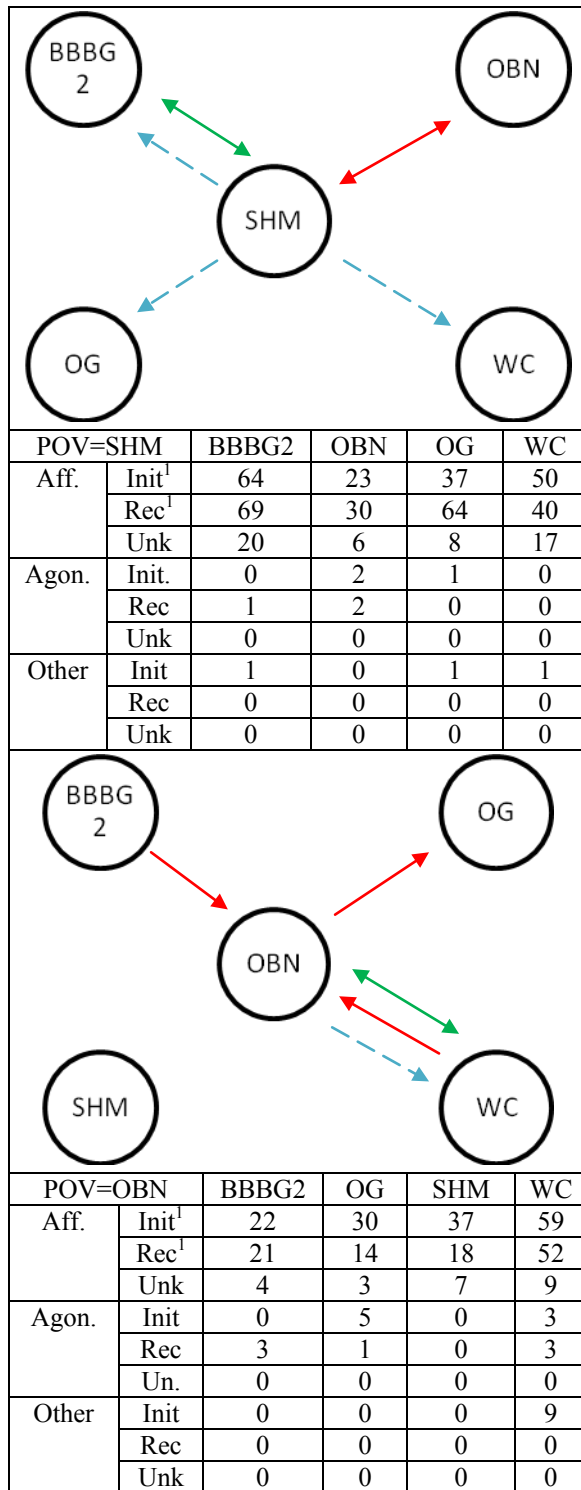 BBBG
2
OBN
SHM
OG
WC
POV=SHM BBBG2 OBN OG WC
Aff. Init1 64 23 37 50
Rec1 69 30 64 40
Unk 20 6 8 17
Agon. Init. 0 2 1 0
Rec 1 2 0 0
Unk 0 0 0 0
Other Init 1 0 1 1
Rec 0 0 0 0
Unk 0 0 0 0
BBBG
2
OG
OBN
SHM
WC
POV=OBN BBBG2 OG SHM WC
Aff. Init1 22 30 37 59
Rec1 21 14 18 52
Unk 4 3 7 9
Agon. Init 0 5 0 3
Rec 3 1 0 3
Un. 0 0 0 0
Other Init 0 0 0 9
Rec 0 0 0 0
Unk 0 0 0 0